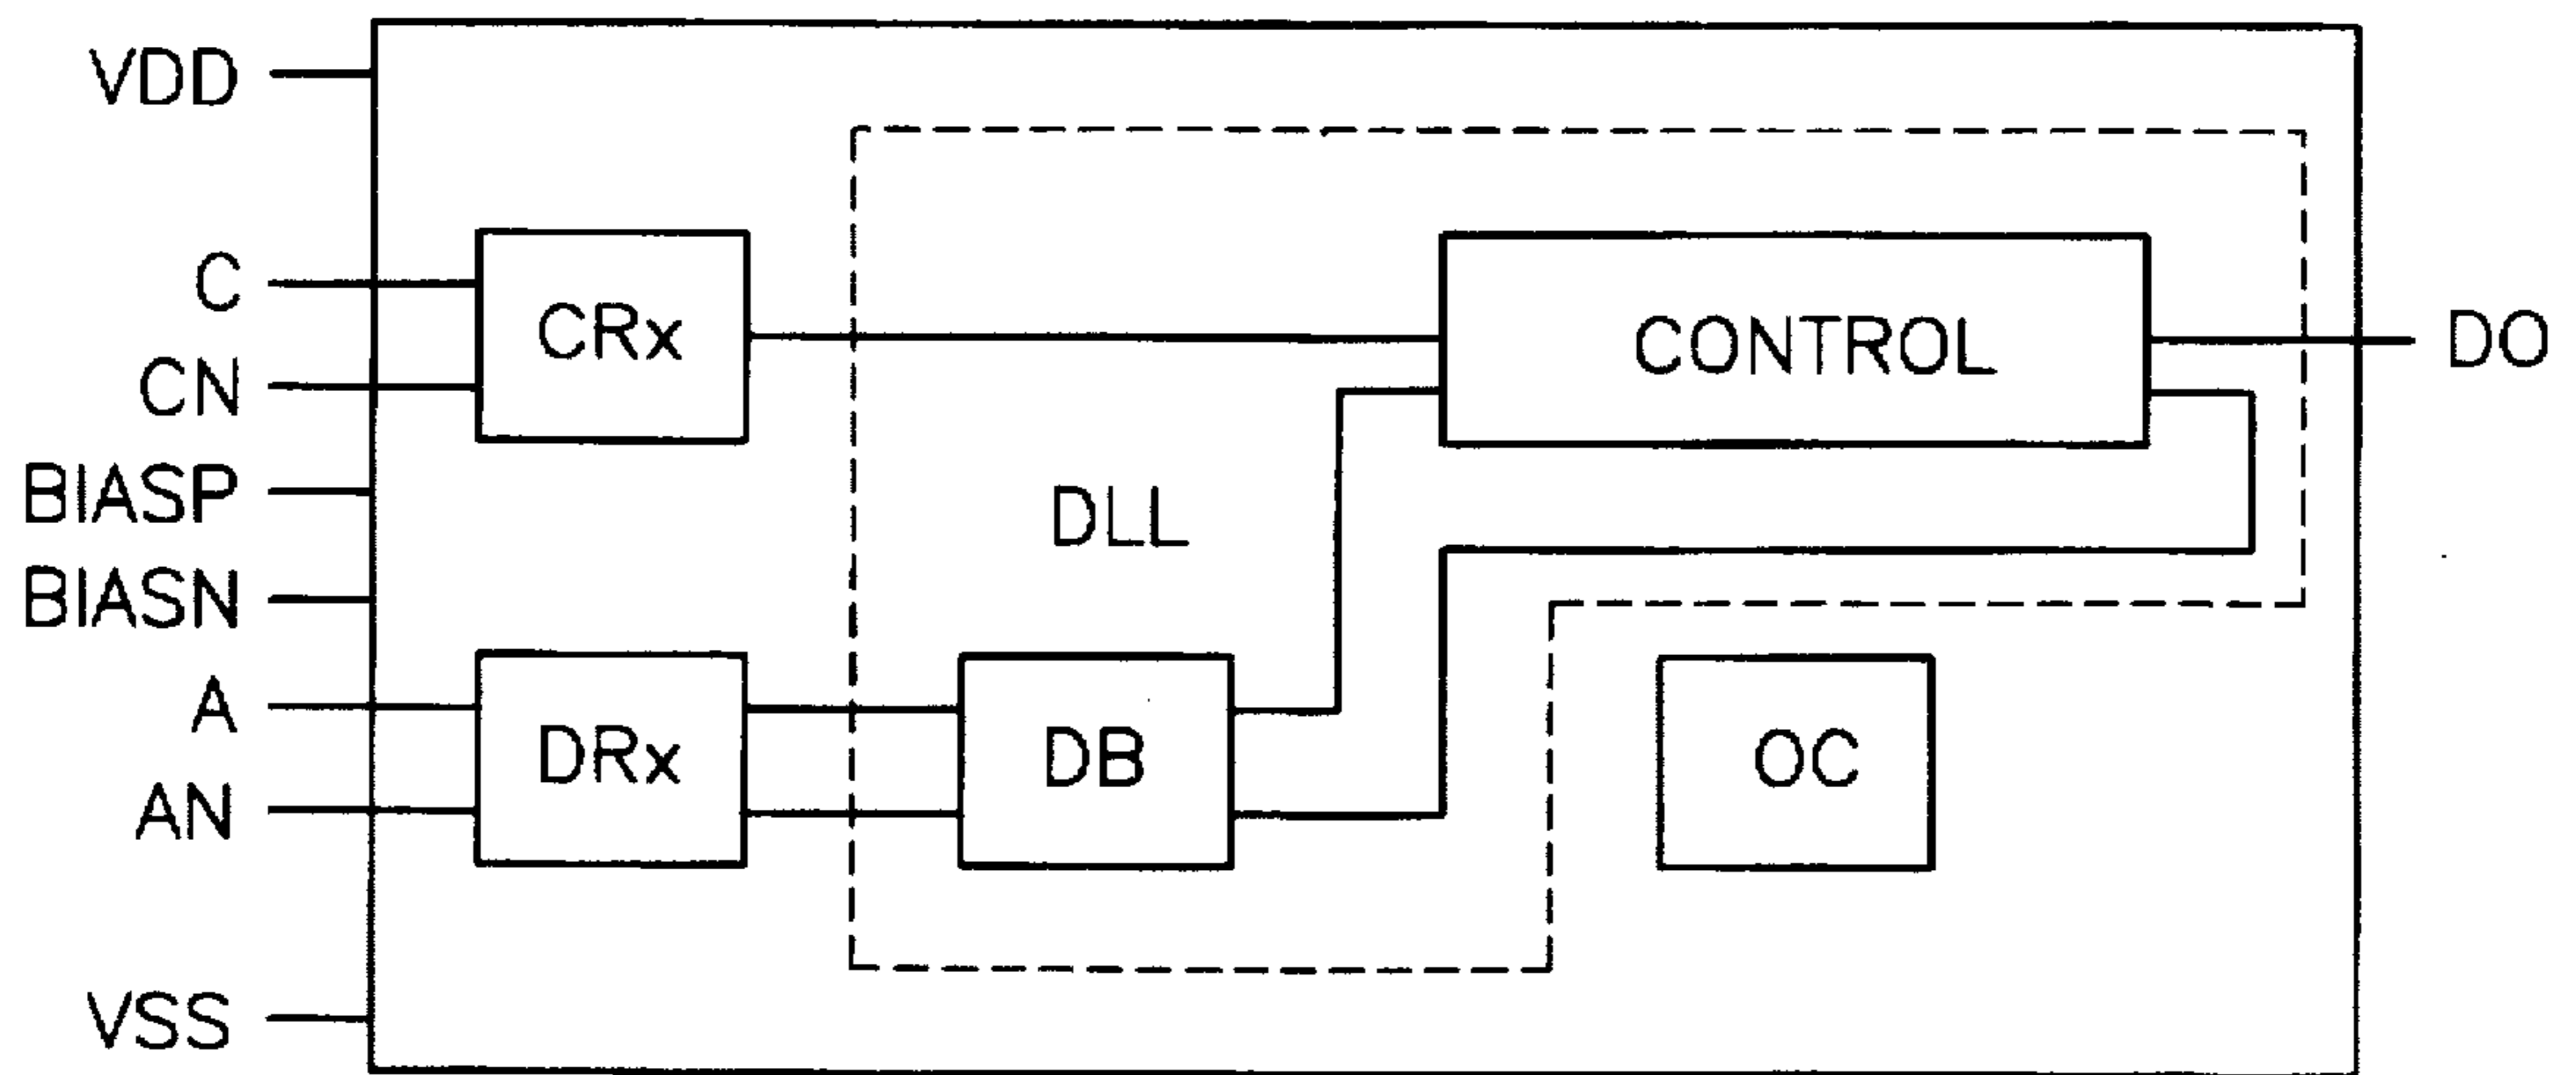 VDD
C
CN
BIASP
BIASN
A
AN
VSS
CRx
CONTROL
DO
DLL
DRx
DB
OC